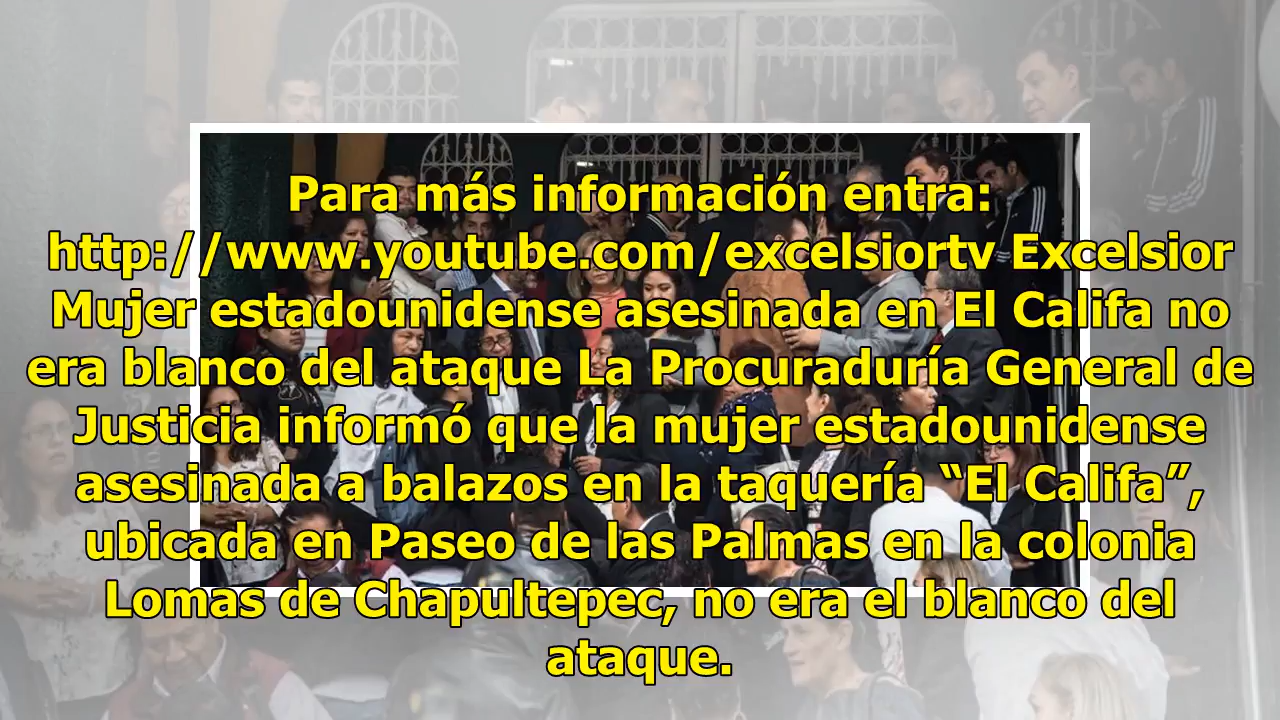 Para más información entra:
http://www.youtube.com/excelsiortv Excelsior
Mujer estadounidense asesinada en El Califa no
era blanco del ataque La Procuraduría General de
Justicia informó que la mujer estadounidense
asesinada a balazos en la taquería “El Califa”,
ubicada en Paseo de las Palmas en la colonia
Lomas de Chapultepec, no era el blanco del
ataque.